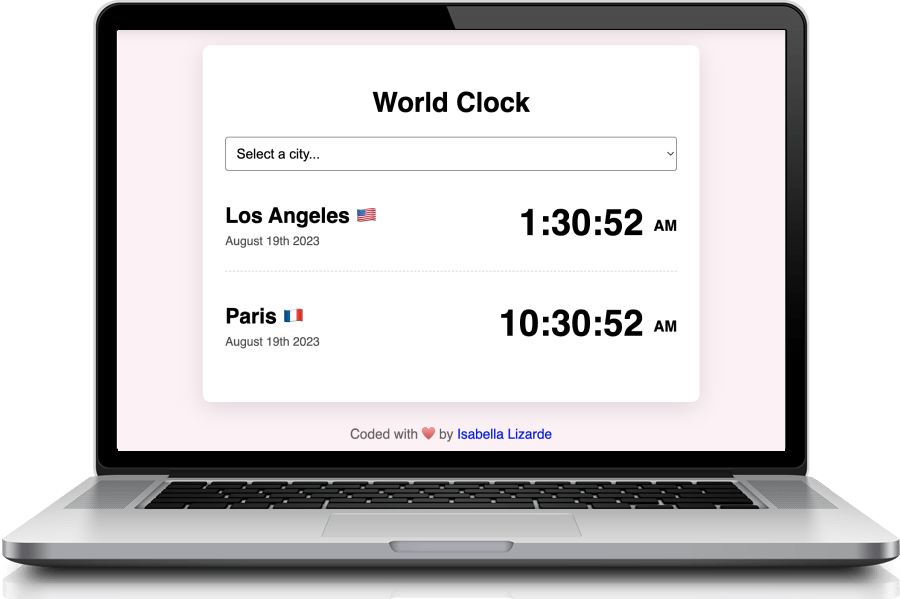 World Clock
Select a city...
Los Angeles 🇺🇸
1:30:52 AM
August 19th 2023
Paris 🇫🇷
10:30:52 AM
August 19th 2023
Coded with ❤️ by Isabella Lizarde